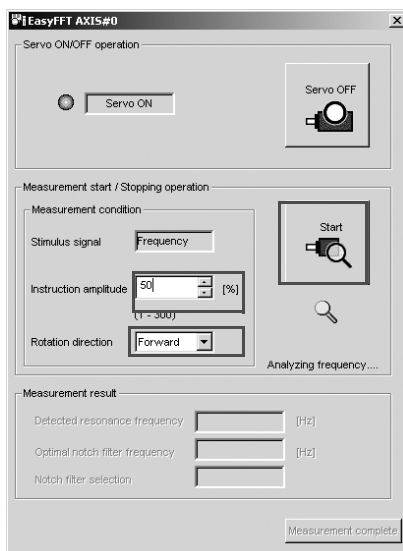 EasyFFT AXIS#0
Servo ON/OFF operation
Servo ON
Servo OFF
Measurement start / Stopping operation
Measurement condition
Stimulus signal
Frequency
Instruction amplitude
50
[%]
(1 - 300)
Rotation direction
Forward
Start
Analyzing frequency....
Measurement result
Detected resonance frequency
[Hz]
Optimal notch filter frequency
[Hz]
Notch filter selection
Measurement complete